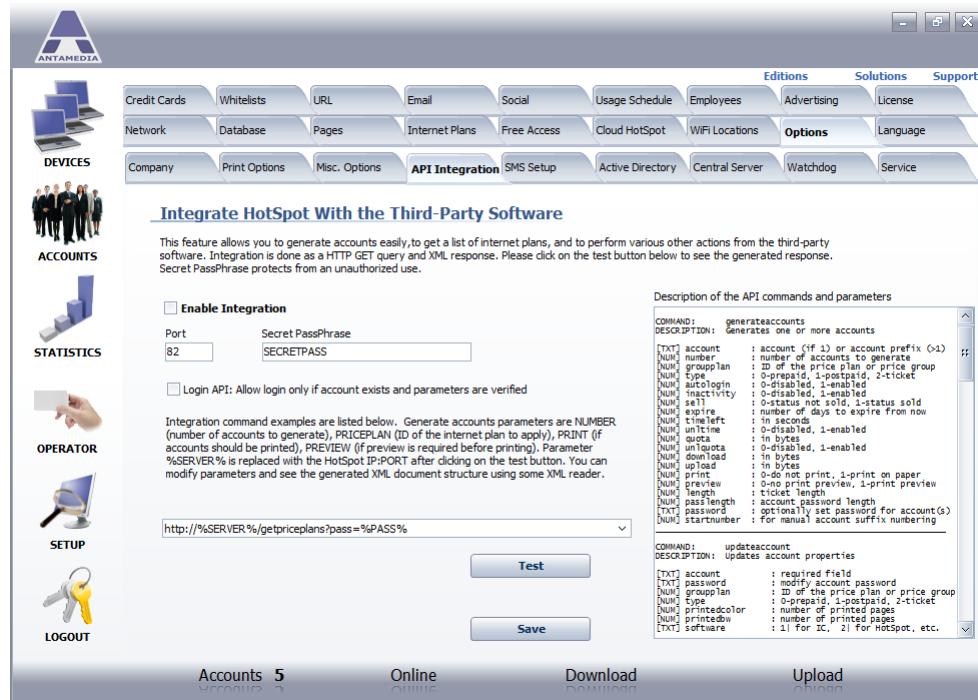 ANTAMEDIA
Editions Solutions Support
Credit Cards Whitelists URL Email Social Usage Schedule Employees Advertising License
Network Database Pages Internet Plans Free Access Cloud HotSpot WiFi Locations Options Language
Company Print Options Misc. Options API Integration SMS Setup Active Directory Central Server Watchdog Service
DEVICES
ACCOUNTS
STATISTICS
OPERATOR
SETUP
LOGOUT
Integrate HotSpot With the Third-Party Software
This feature allows you to generate accounts easily,to get a list of internet plans, and to perform various other actions from the third-party
software. Integration is done as a HTTP GET query and XML response. Please click on the test button below to see the generated response.
Secret PassPhrase protects from an unauthorized use.
Enable Integration
Port Secret PassPhrase
82 SECRETPASS
Login API: Allow login only if account exists and parameters are verified
Integration command examples are listed below. Generate accounts parameters are NUMBER
(number of accounts to generate), PRICEPLAN (ID of the internet plan to apply), PRINT (if
accounts should be printed), PREVIEW (if preview is required before printing). Parameter
%SERVER% is replaced with the HotSpot IP:PORT after clicking on the test button. You can
modify parameters and see the generated XML document structure using some XML reader.
http://%SERVER%/getpriceplans?pass=%PASS%
Test
Save
Description of the API commands and parameters
COMMAND: generateaccounts
DESCRIPTION: Generates one or more accounts
[TXT] account : account (if 1) or account prefix (>1)
[NUM] number : number of accounts to generate
[NUM] groupplan : ID of the price plan or price group
[NUM] type : 0-prepaid, 1-postpaid, 2-ticket
[NUM] autologin : 0-disabled, 1-enabled
[NUM] inactivity : 0-disabled, 1-enabled
[NUM] sell : 0-status not sold, 1-status sold
[NUM] expire : number of days to expire from now
[NUM] timeleft : in seconds
[NUM] unltime : 0-disabled, 1-enabled
[NUM] quota : in bytes
[NUM] unlquota : 0-disabled, 1-enabled
[NUM] download : in bytes
[NUM] upload : in bytes
[NUM] print : 0-do not print, 1-print on paper
[NUM] preview : 0-no print preview, 1-print preview
[NUM] length : ticket length
[NUM] passlength : account password length
[TXT] password : optionally set password for account(s)
[NUM] startnumber : for manual account suffix numbering
COMMAND: updateaccount
DESCRIPTION: Updates account properties
[TXT] account : required field
[TXT] password : modify account password
[NUM] groupplan : ID of the price plan or price group
[NUM] type : 0-prepaid, 1-postpaid, 2-ticket
[NUM] printedcolor : number of printed pages
[NUM] printedbw : number of printed pages
[TXT] software : 1| for IC, 2| for HotSpot, etc.
Accounts 5 Online Download Upload